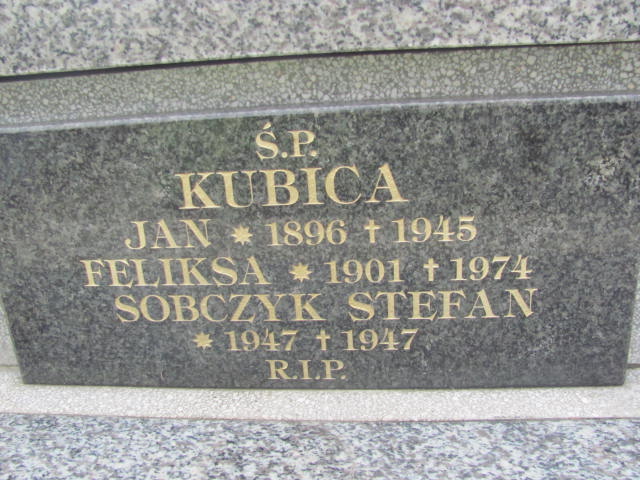 Ś.P.
KUBICA
JAN * 1896 † 1945
FELIKSA * 1901 † 1974
SOBCZYK STEFAN
* 1947 † 1947
R.I.P.